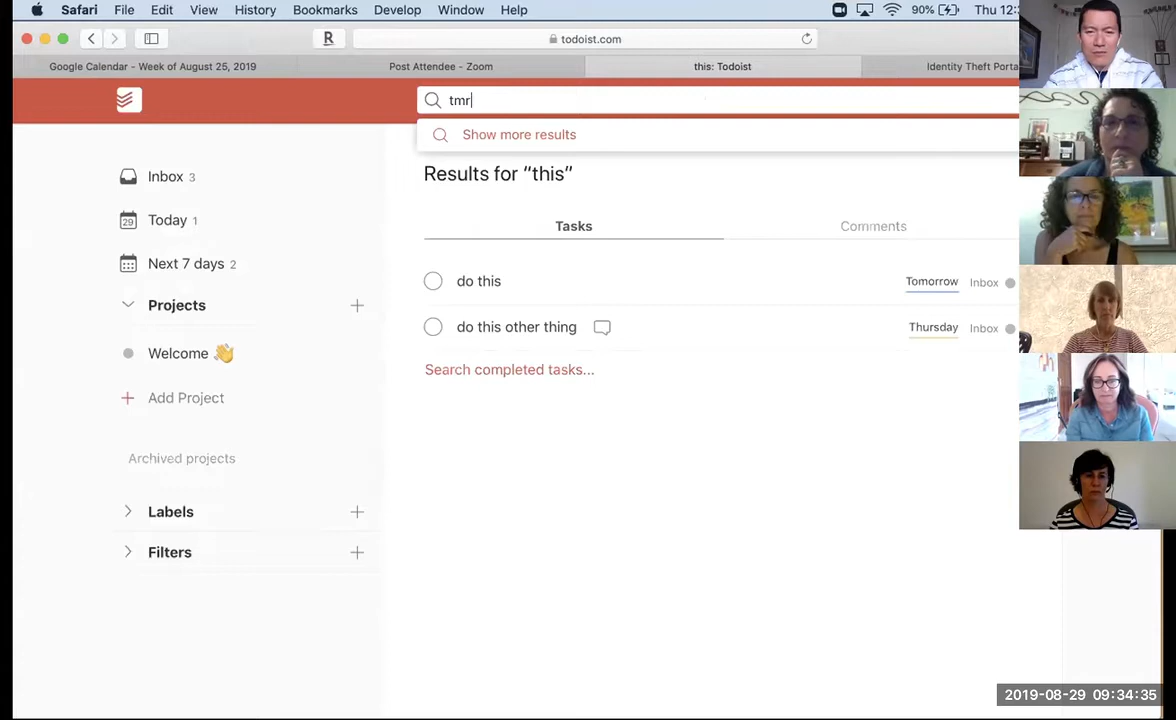 Safari File Edit View History Bookmarks Develop Window Help 90% Thu 12:
R todoist.com
Google Calendar - Week of August 25, 2019 Post Attendee - Zoom this: Todoist Identity Theft Porta
tmr
Show more results
Results for “this”
Tasks Comments
Inbox 3
29 Today 1
Next 7 days 2
Projects
Welcome
Add Project
Archived projects
Labels
Filters
do this Tomorrow Inbox
do this other thing Thursday Inbox
Search completed tasks...
2019-08-29 09:34:35